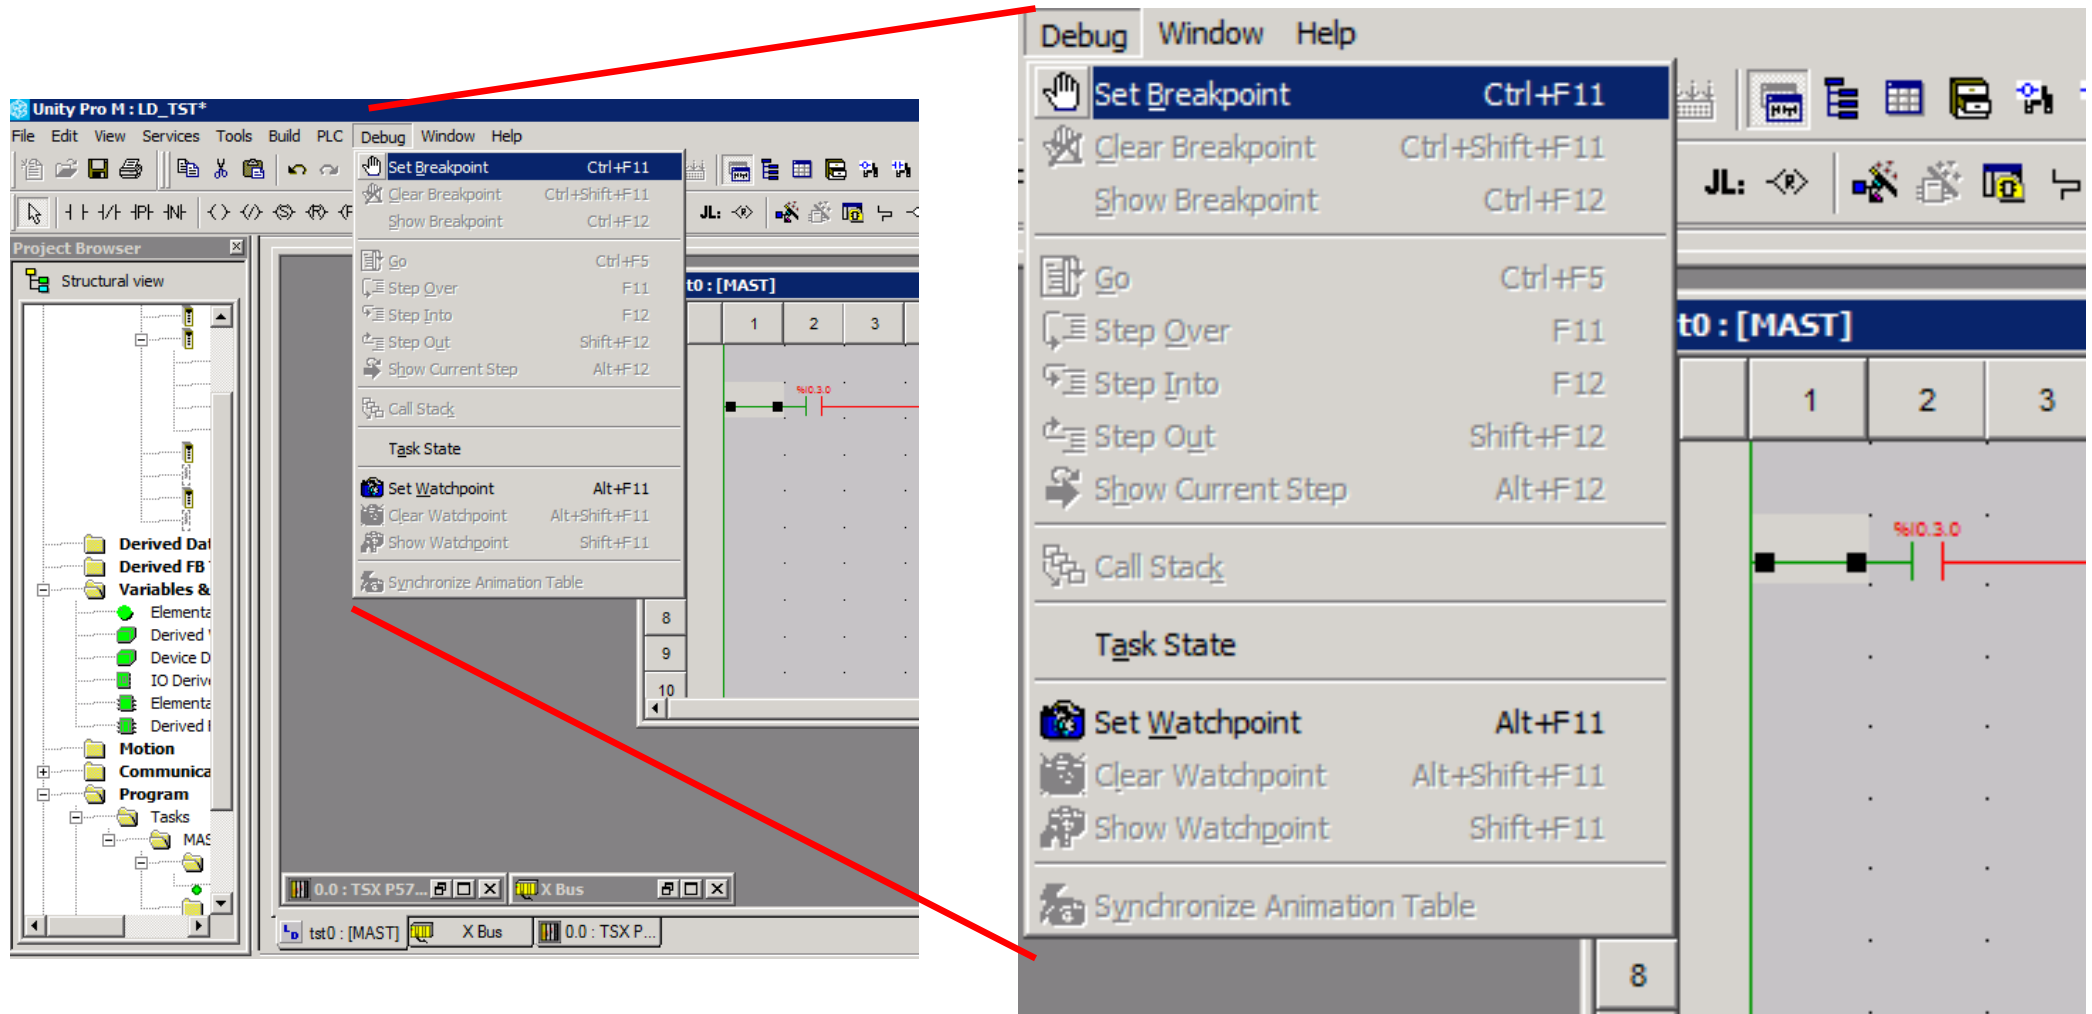 Unity Pro M : LD_TST*
File Edit View Services Tools Build PLC Debug Window Help
Set Breakpoint Ctrl+F11
Clear Breakpoint Ctrl+Shift+F11
Show Breakpoint Ctrl+F12
Go Ctrl+F5
Step Over F11
Step Into F12
Step Out Shift+F12
Show Current Step Alt+F12
Call Stack
Task State
Set Watchpoint Alt+F11
Clear Watchpoint Alt+Shift+F11
Show Watchpoint Shift+F11
Synchronize Animation Table
JL:
Project Browser
Structural view
Derived Dat
Derived FB
Variables &
Elementa
Derived
Device D
IO Derive
Elementa
Derived
Motion
Communica
Program
Tasks
MAS
t0 : [MAST]
1 2 3
%I0.3.0
8
9
10
0.0 : TSX P57...
X Bus
tst0 : [MAST]
X Bus
0.0 : TSX P...
Debug Window Help
Set Breakpoint Ctrl+F11
Clear Breakpoint Ctrl+Shift+F11
Show Breakpoint Ctrl+F12
Go Ctrl+F5
Step Over F11
Step Into F12
Step Out Shift+F12
Show Current Step Alt+F12
Call Stack
Task State
Set Watchpoint Alt+F11
Clear Watchpoint Alt+Shift+F11
Show Watchpoint Shift+F11
Synchronize Animation Table
JL:
t0 : [MAST]
1 2 3
%I0.3.0
8